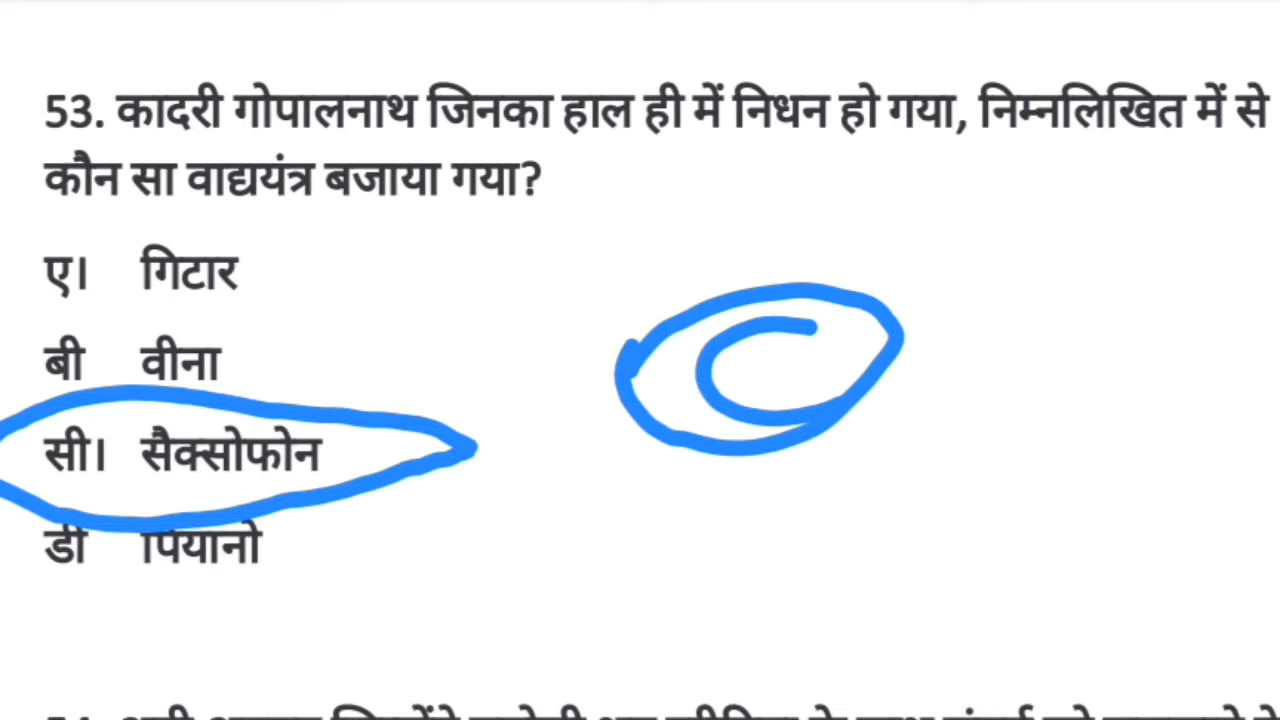 53. कादरी गोपालनाथ जिनका हाल ही में निधन हो गया, निम्नलिखित में से
कौन सा वाद्ययंत्र बजाया गया?
ए। गिटार
बी वीना
C
सी। सैक्सोफोन
डी पियानो